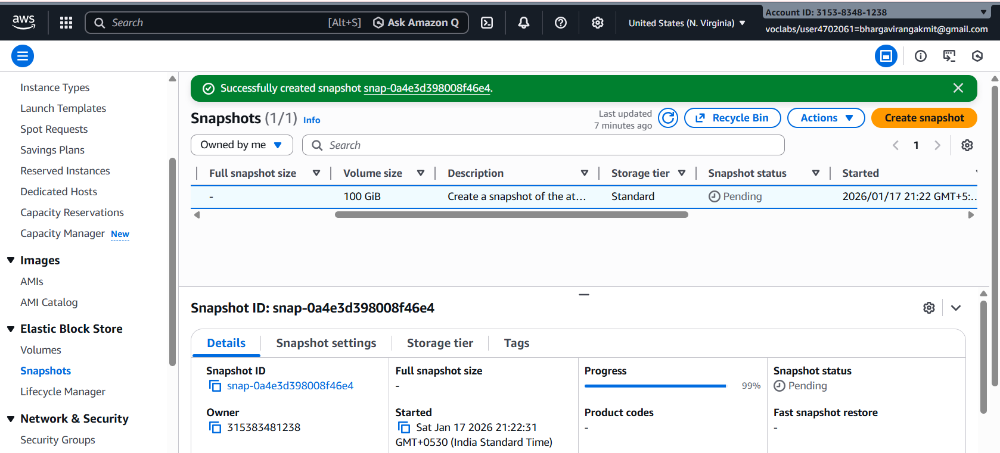 aws
Search [Alt+S] Ask Amazon Q
United States (N. Virginia)
Account ID: 3153-8348-1238
voclabs/user4702061=bhargavirangakmit@gmail.com
Instance Types
Launch Templates
Spot Requests
Savings Plans
Reserved Instances
Dedicated Hosts
Capacity Reservations
Capacity Manager New
Images
AMIs
AMI Catalog
Elastic Block Store
Volumes
Snapshots
Lifecycle Manager
Network & Security
Security Groups
Successfully created snapshot snap-0a4e3d398008f46e4.
Snapshots (1/1) Info
Last updated
7 minutes ago
Recycle Bin
Actions
Create snapshot
Owned by me
Search
1
Full snapshot size Volume size Description Storage tier Snapshot status Started
- 100 GiB Create a snapshot of the at... Standard Pending 2026/01/17 21:22 GMT+5:...
Snapshot ID: snap-0a4e3d398008f46e4
Details Snapshot settings Storage tier Tags
Snapshot ID
snap-0a4e3d398008f46e4
Full snapshot size
-
Progress
99%
Snapshot status
Pending
Owner
315383481238
Started
Sat Jan 17 2026 21:22:31
GMT+0530 (India Standard Time)
Product codes
-
Fast snapshot restore
-